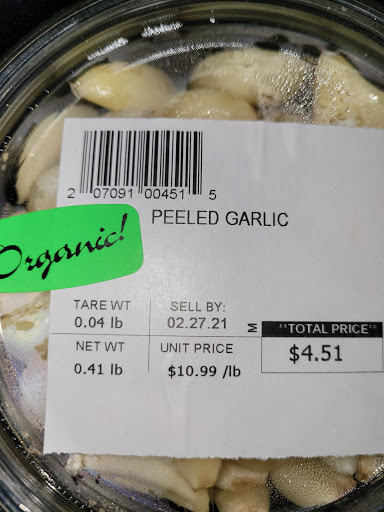 2 07091 00451 5
PEELED GARLIC
Organic!
TARE WT
0.04 lb
SELL BY:
02.27.21
M
NET WT
0.41 lb
UNIT PRICE
$10.99 /lb
**TOTAL PRICE**
$4.51